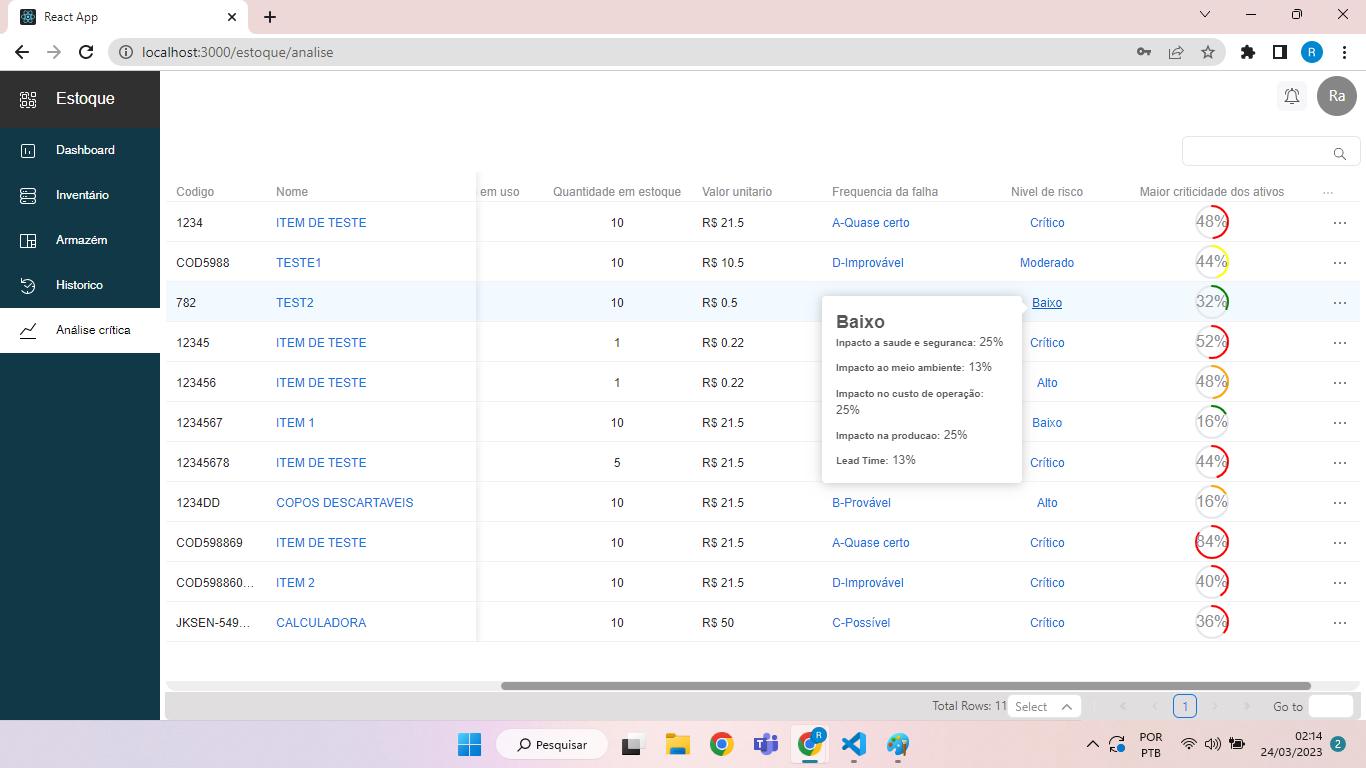 React App
localhost:3000/estoque/analise
R
Estoque
Ra
Dashboard
Inventário
Armazém
Historico
Análise crítica
Codigo Nome em uso Quantidade em estoque Valor unitario Frequencia da falha Nivel de risco Maior criticidade dos ativos ...
1234 ITEM DE TESTE 10 R$ 21.5 A-Quase certo Crítico 48% ...
COD5988 TESTE1 10 R$ 10.5 D-Improvável Moderado 44% ...
782 TEST2 10 R$ 0.5 Baixo 32% ...
12345 ITEM DE TESTE 1 R$ 0.22 Crítico 52% ...
123456 ITEM DE TESTE 1 R$ 0.22 Alto 48% ...
1234567 ITEM 1 10 R$ 21.5 Baixo 16% ...
12345678 ITEM DE TESTE 5 R$ 21.5 Crítico 44% ...
1234DD COPOS DESCARTAVEIS 10 R$ 21.5 B-Provável Alto 16% ...
COD598869 ITEM DE TESTE 10 R$ 21.5 A-Quase certo Crítico 84% ...
COD598860... ITEM 2 10 R$ 21.5 D-Improvável Crítico 40% ...
JKSEN-549... CALCULADORA 10 R$ 50 C-Possível Crítico 36% ...
Baixo
Inpacto a saude e seguranca: 25%
Impacto ao meio ambiente: 13%
Impacto no custo de operação:
25%
Impacto na producao: 25%
Lead Time: 13%
Total Rows: 11 Select 1 Go to
Pesquisar
R
POR
PTB
02:14
24/03/2023
2